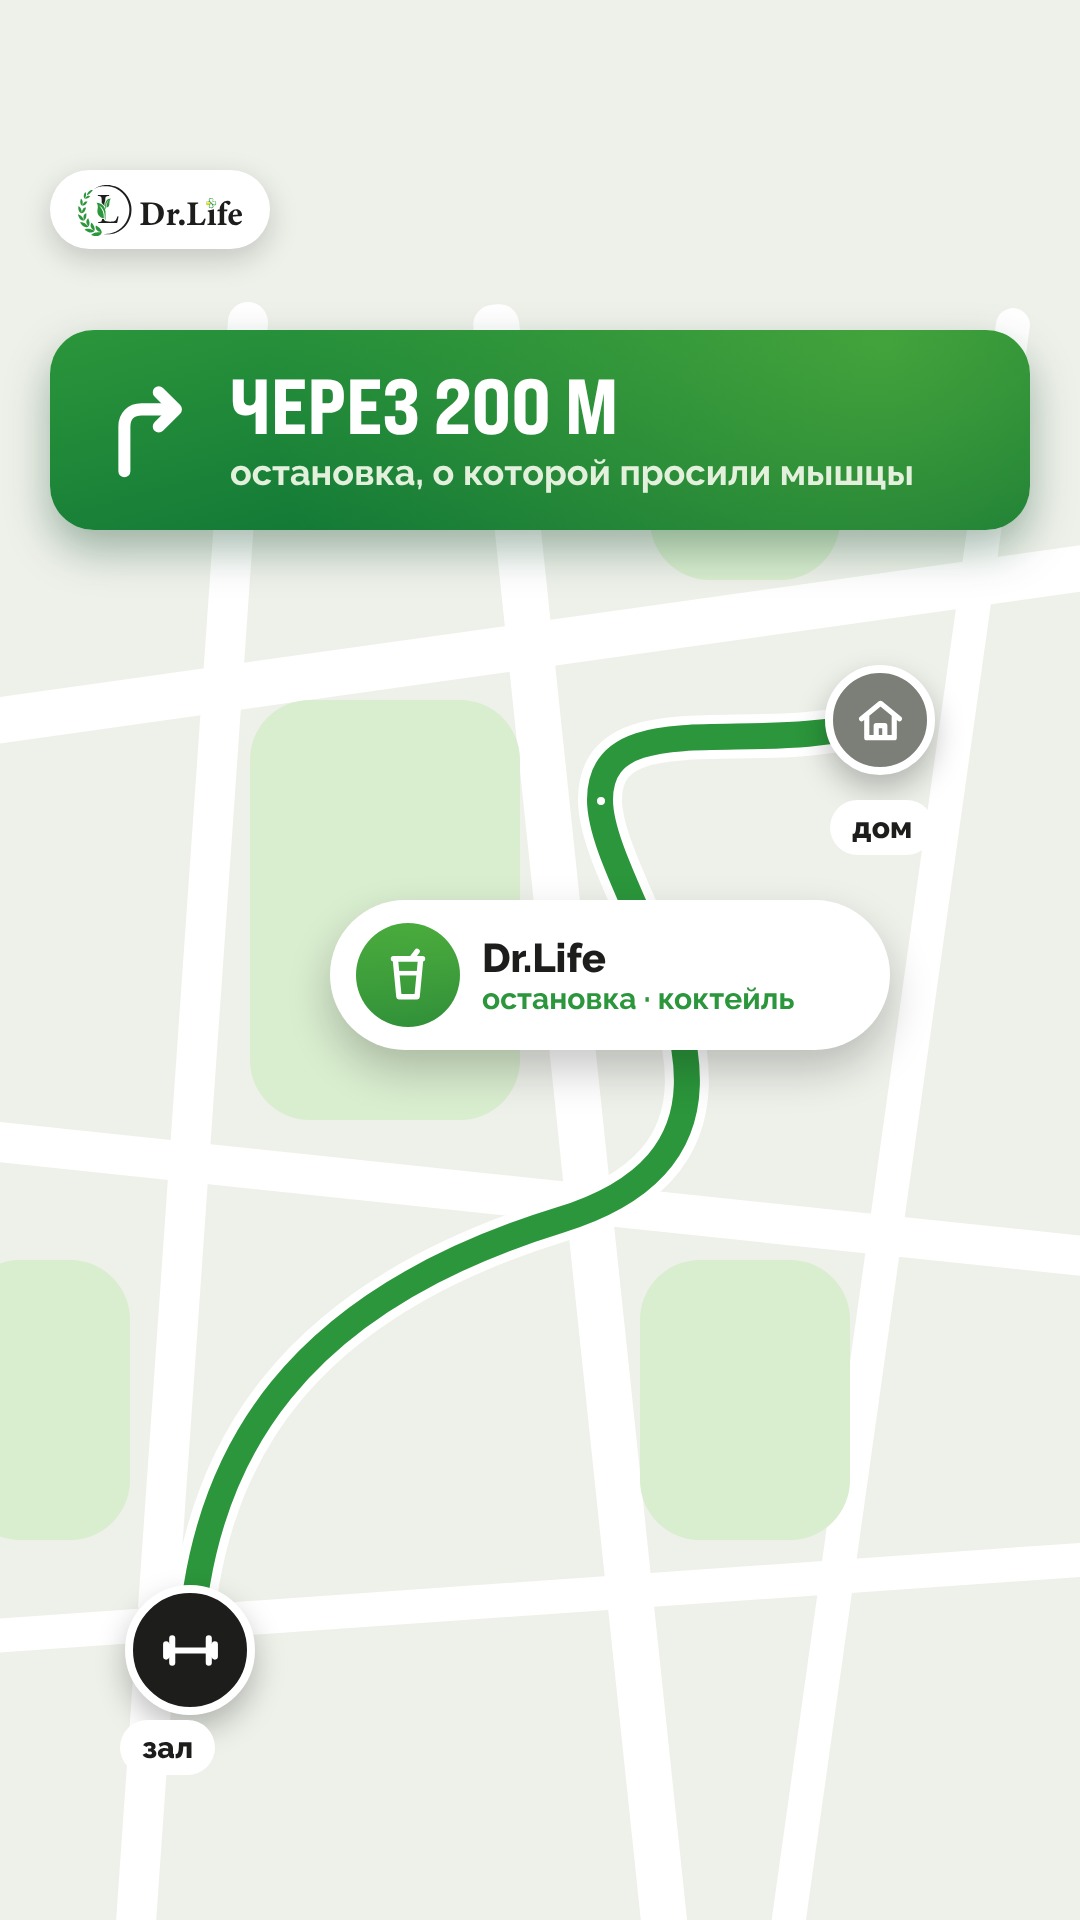 Dr.Life
ЧЕРЕЗ 200 М
остановка, о которой просили мышцы
дом
Dr.Life
остановка · коктейль
зал